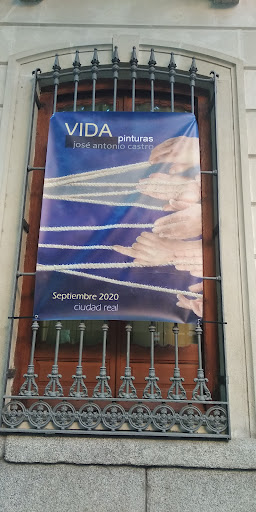 VIDA
pinturas
josé antonio castro
Septiembre 2020
ciudad real